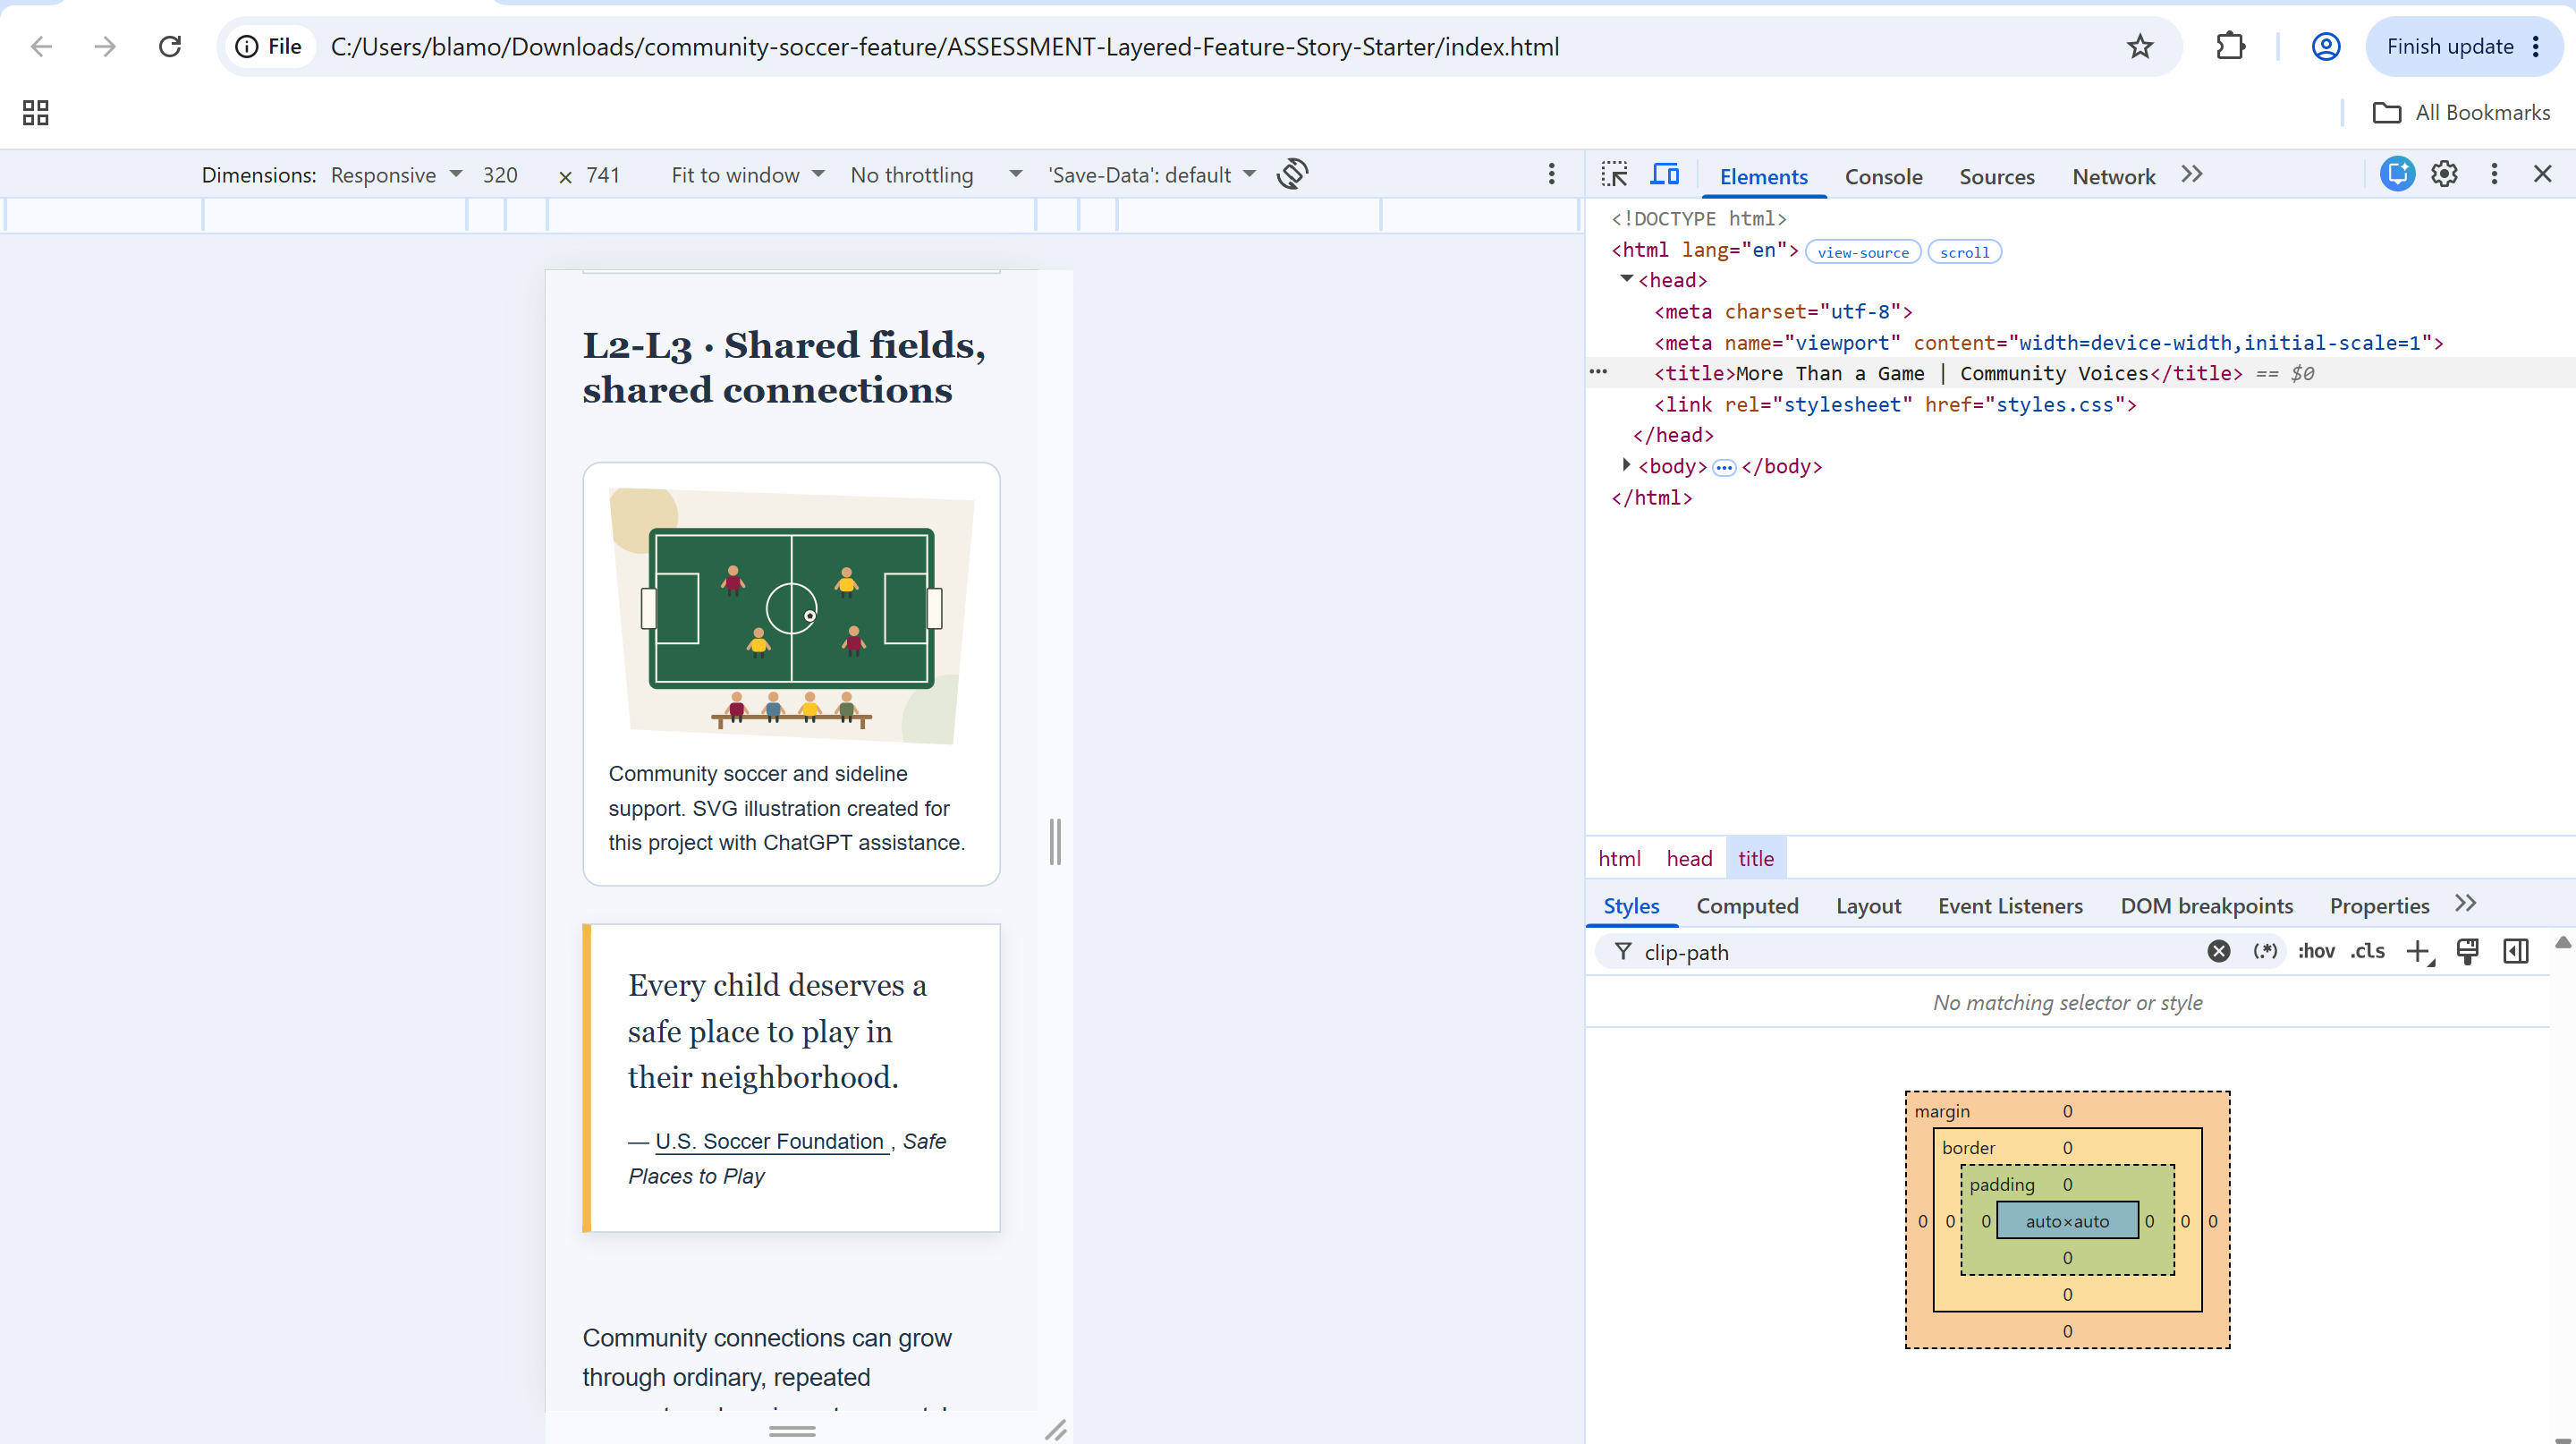 File C:/Users/blamo/Downloads/community-soccer-feature/ASSESSMENT-Layered-Feature-Story-Starter/index.html Finish update
All Bookmarks
Dimensions: Responsive 320 × 741 Fit to window No throttling 'Save-Data': default
L2-L3 · Shared fields,
shared connections
Community soccer and sideline
support. SVG illustration created for
this project with ChatGPT assistance.
Every child deserves a
safe place to play in
their neighborhood.
— U.S. Soccer Foundation , Safe
Places to Play
Community connections can grow
through ordinary, repeated
Elements Console Sources Network
<!DOCTYPE html>
<html lang="en"> view-source scroll
<head>
<meta charset="utf-8">
<meta name="viewport" content="width=device-width,initial-scale=1">
<title>More Than a Game | Community Voices</title> == $0
<link rel="stylesheet" href="styles.css">
</head>
<body> ••• </body>
</html>
html head title
Styles Computed Layout Event Listeners DOM breakpoints Properties
clip-path (.*) :hov .cls
No matching selector or style
margin 0
border 0
padding 0
0 0 0 auto×auto 0 0 0
0
0
0